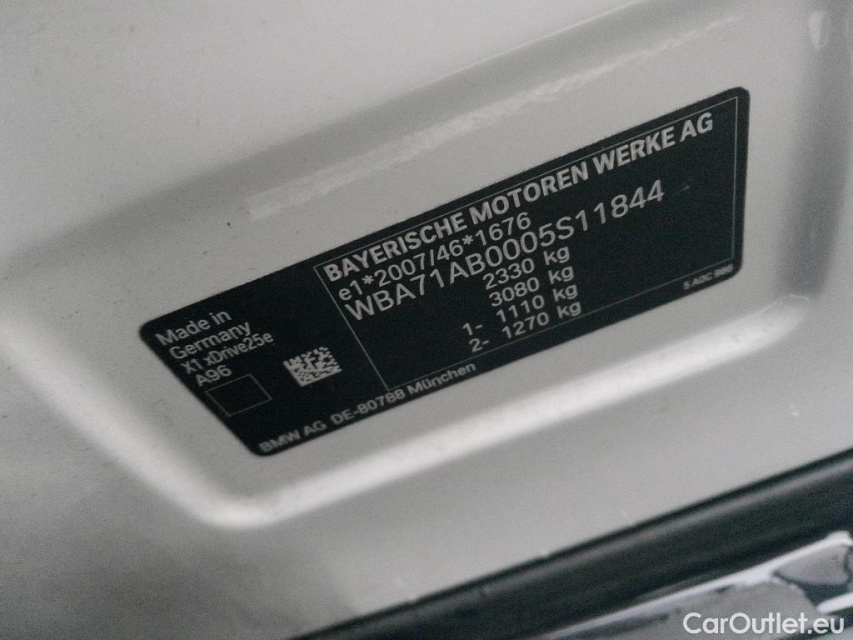 BAYERISCHE MOTOREN WERKE AG
e1*2007/46*1676
WBA71AB0005S11844
2330 kg
3080 kg
1- 1110 kg
2- 1270 kg
Made in
Germany
X1 xDrive25e
A96
BMW AG DE-80788 München
CarOutlet.eu